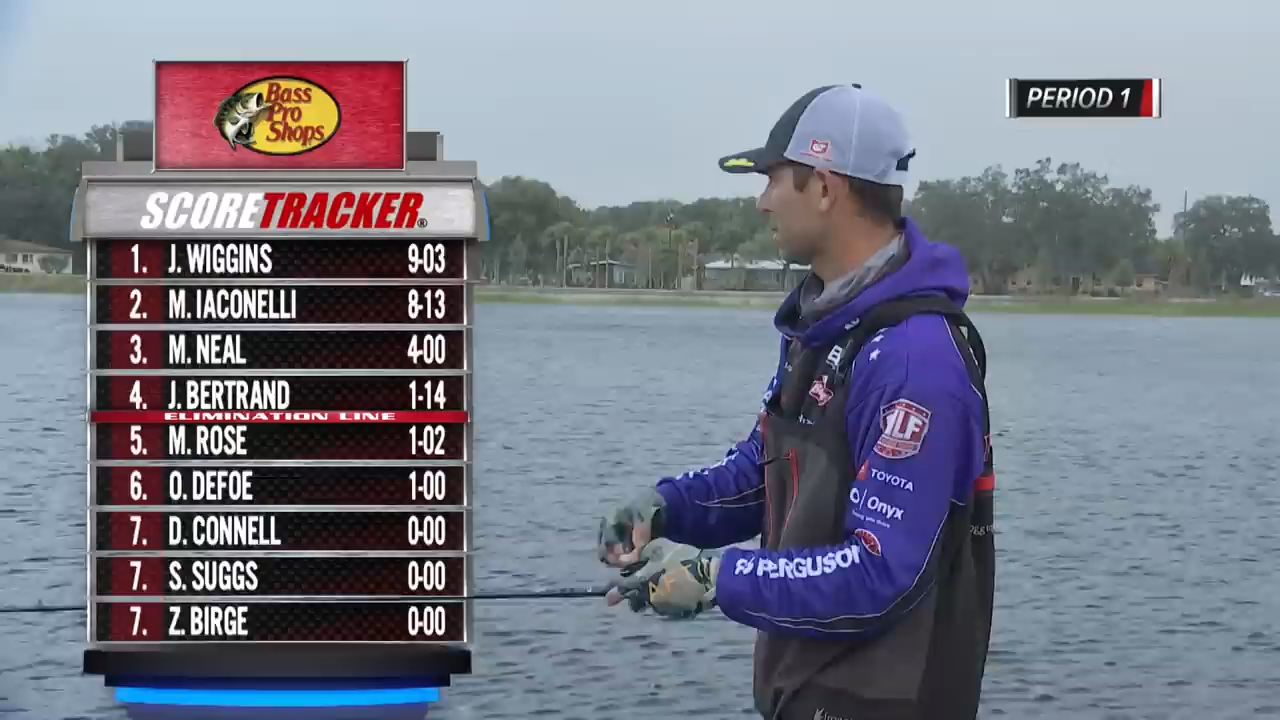 Bass
Pro
Shops
PERIOD 1
SCORETRACKER®
1. J. WIGGINS 9-03
2. M. IACONELLI 8-13
3. M. NEAL 4-00
4. J. BERTRAND 1-14
ELIMINATION LINE
5. M. ROSE 1-02
6. O. DEFOE 1-00
7. D. CONNELL 0-00
7. S. SUGGS 0-00
7. Z. BIRGE 0-00
TOYOTA
Onyx
FERGUSON